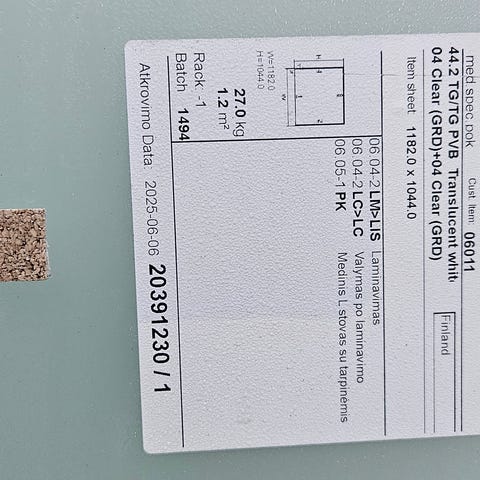 med spec.pok Cust. Item: 06011
44.2 TG/TG PVB Translucent white
04 Clear (GRD)+04 Clear (GRD)
Finland
Item sheet 1182.0 x 1044.0
06.04-2 LM>LIS Laminavimas
06.04-2 LC>LC Valymas po laminavimo
06.05-1 PK Medinis L stovas su tarpinėmis
H
W
W=1182.0
H=1044.0
27.0 kg
1.2 m²
Rack: -1
Batch 1494
Atkrovimo Data: 2025-06-06 20391230 / 1